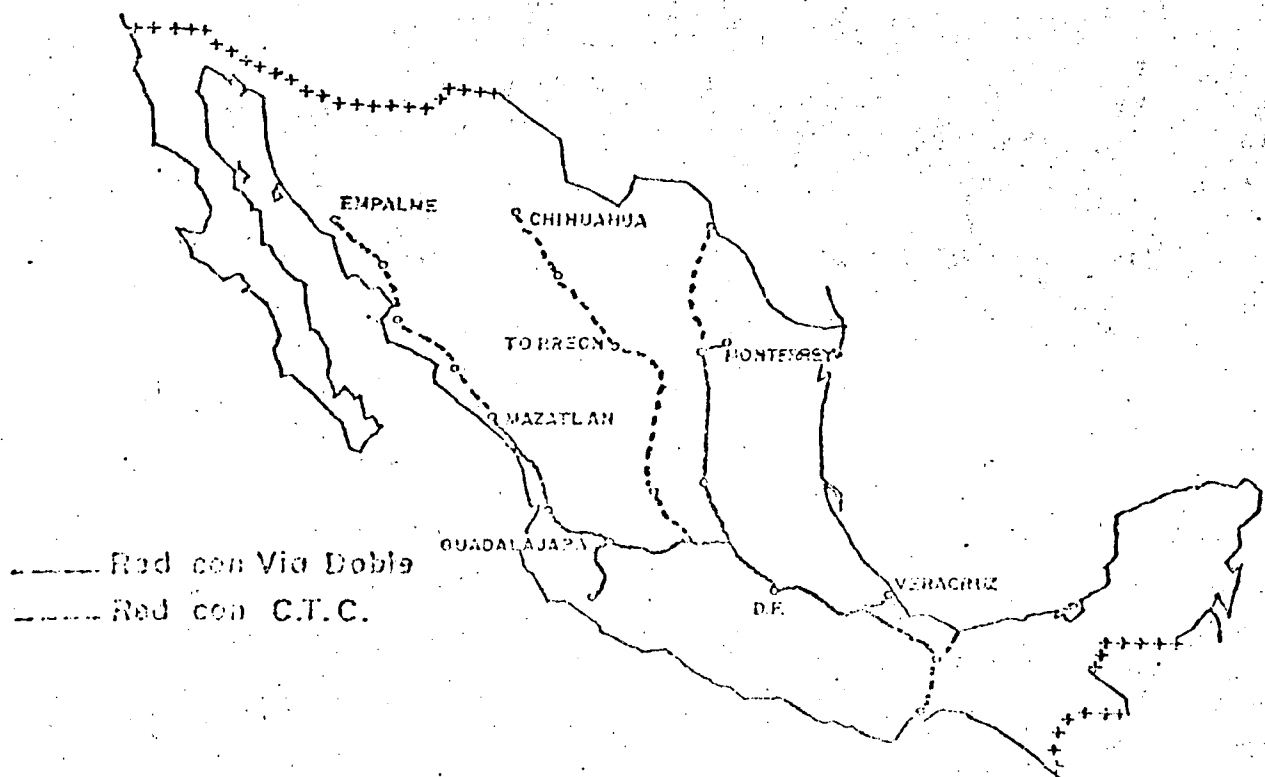 EMPALME
CHIHUAHUA
TORREON
MONTERREY
MAZATLAN
GUADALAJARA
Red con Via Doble
VERACRUZ
D.F.
Red con C.T.C.